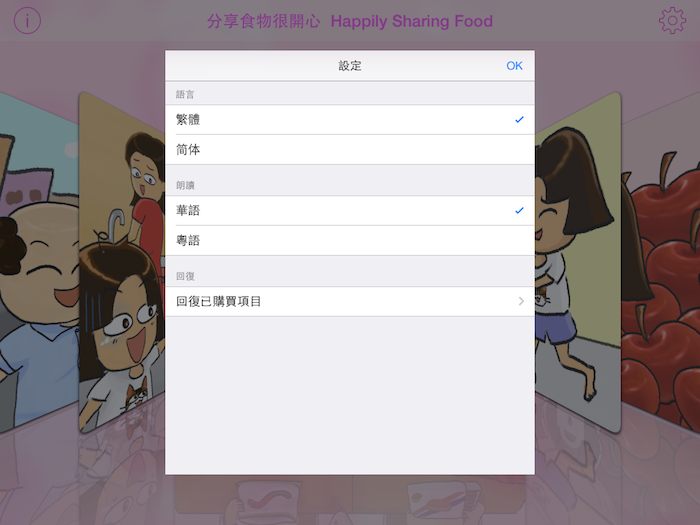 分享食物很開心 Happily Sharing Food
設定
OK
語言
繁體
简体
朗讀
華語
粵語
回復
回復已購買項目